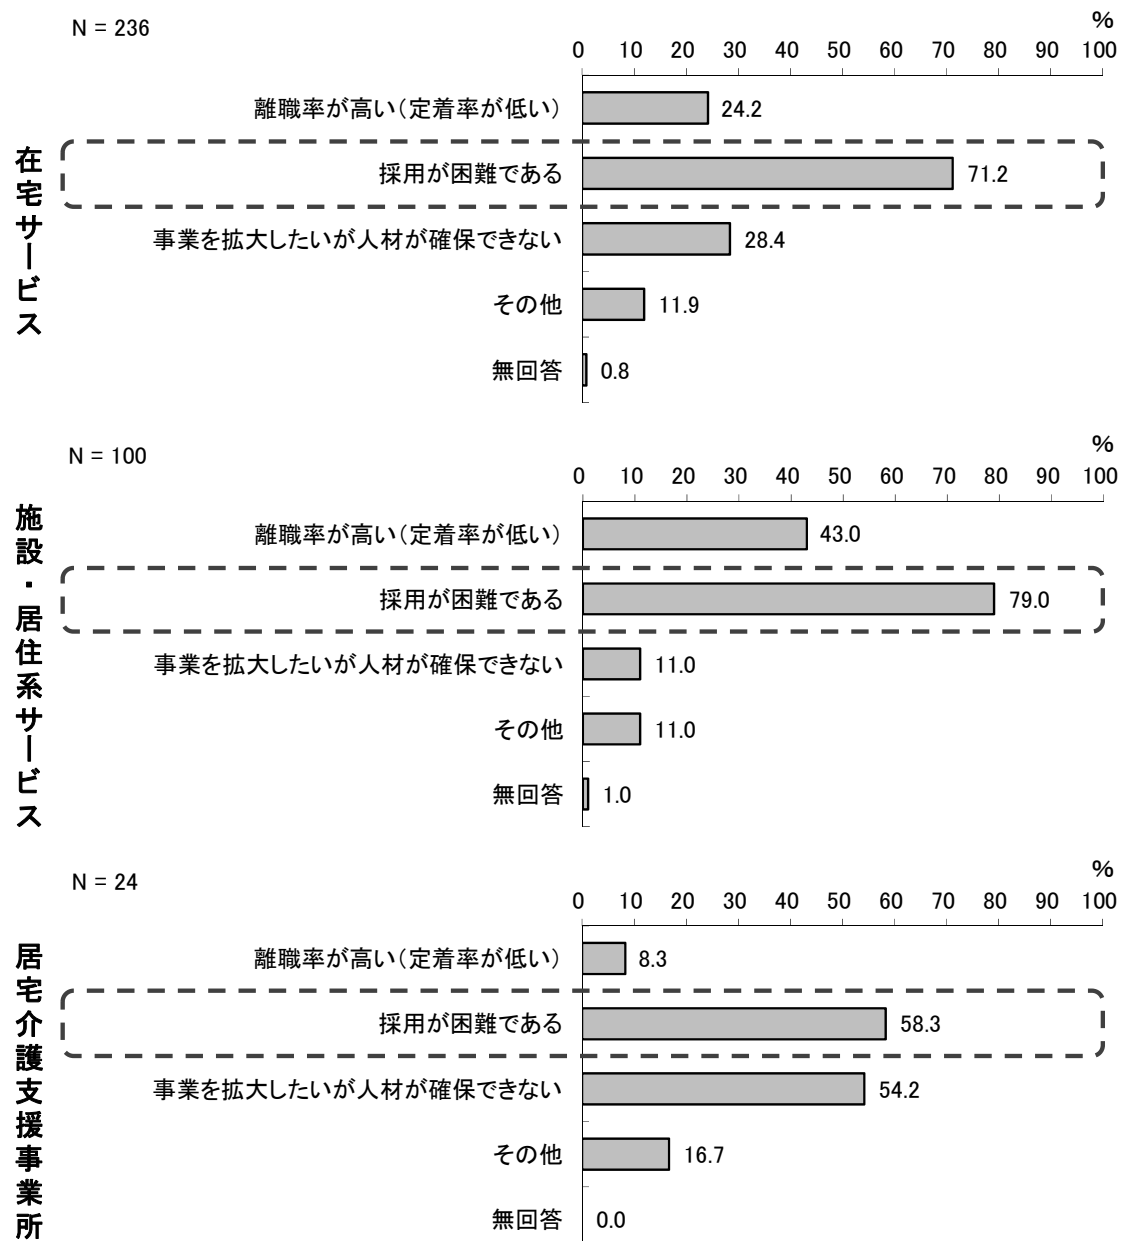 N = 236
%
0 10 20 30 40 50 60 70 80 90 100
在宅サービス
離職率が高い(定着率が低い) 24.2
採用が困難である 71.2
事業を拡大したいが人材が確保できない 28.4
その他 11.9
無回答 0.8
N = 100
%
0 10 20 30 40 50 60 70 80 90 100
施設・居住系サービス
離職率が高い(定着率が低い) 43.0
採用が困難である 79.0
事業を拡大したいが人材が確保できない 11.0
その他 11.0
無回答 1.0
N = 24
%
0 10 20 30 40 50 60 70 80 90 100
居宅介護支援事業所
離職率が高い(定着率が低い) 8.3
採用が困難である 58.3
事業を拡大したいが人材が確保できない 54.2
その他 16.7
無回答 0.0